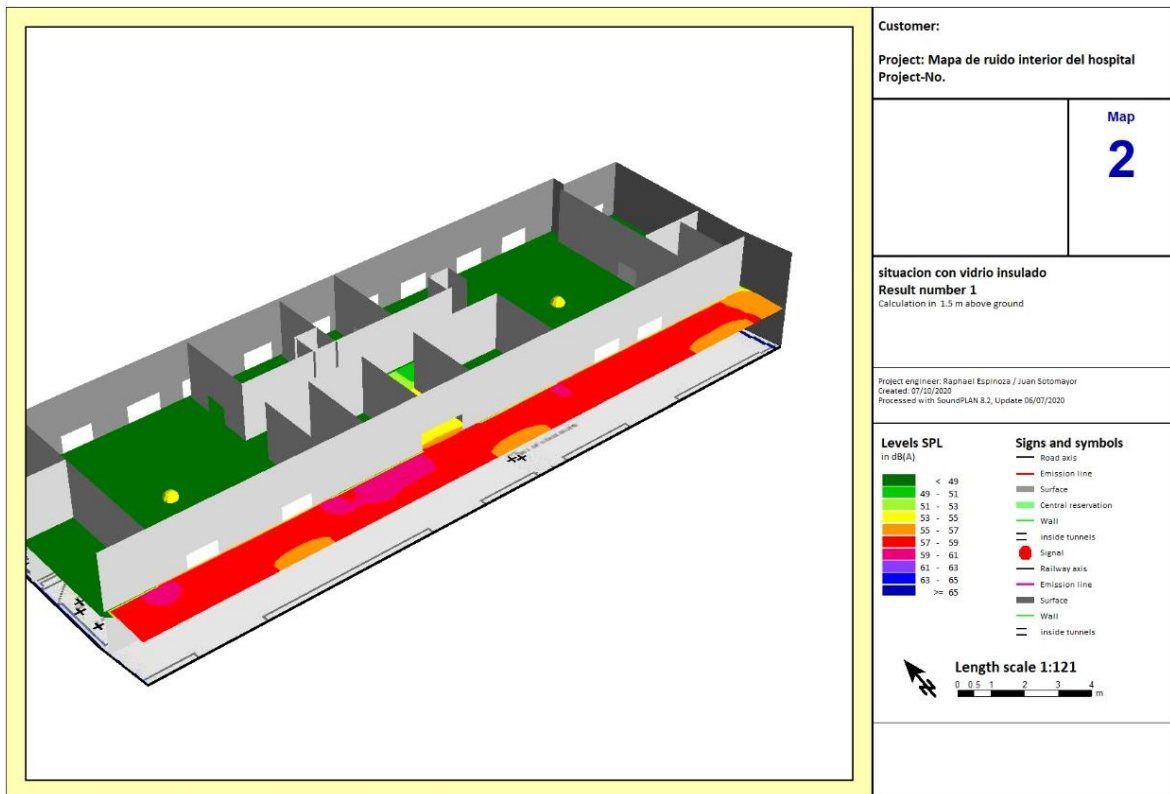 Customer:
Project: Mapa de ruido interior del hospital
Project-No.
Map
2
situacion con vidrio insulado
Result number 1
Calculation in 1.5 m above ground
Project engineer: Raphael Espinoza / Juan Sotomayor
Created: 07/10/2020
Processed with SoundPLAN 8.2, Update 06/07/2020
Levels SPL
in dB(A)
< 49
49 - 51
51 - 53
53 - 55
55 - 57
57 - 59
59 - 61
61 - 63
63 - 65
>= 65
Signs and symbols
Road axis
Emission line
Surface
Central reservation
Wall
inside tunnels
Signal
Railway axis
Emission line
Surface
Wall
inside tunnels
N
Length scale 1:121
0 0.5 1 2 3 4
m